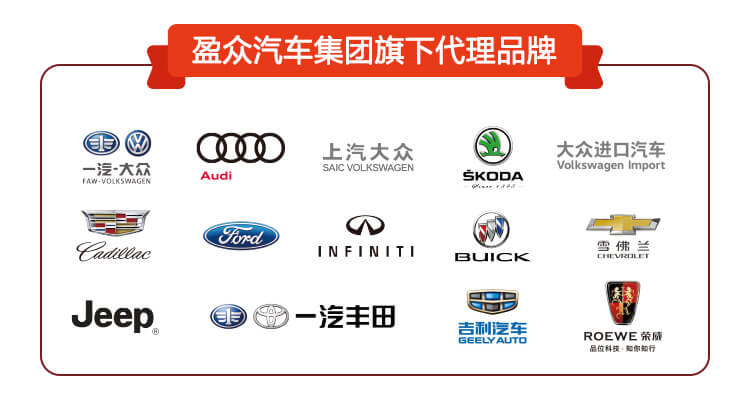 盈众汽车集团旗下代理品牌
一汽-大众
FAW-VOLKSWAGEN
Audi
上汽大众
SAIC VOLKSWAGEN
ŠKODA
Since 1895
大众进口汽车
Volkswagen Import
Cadillac
Ford
INFINITI
BUICK
雪佛兰
CHEVROLET
Jeep®
一汽丰田
吉利汽车
GEELY AUTO
ROEWE 荣威
品位科技·知你知行